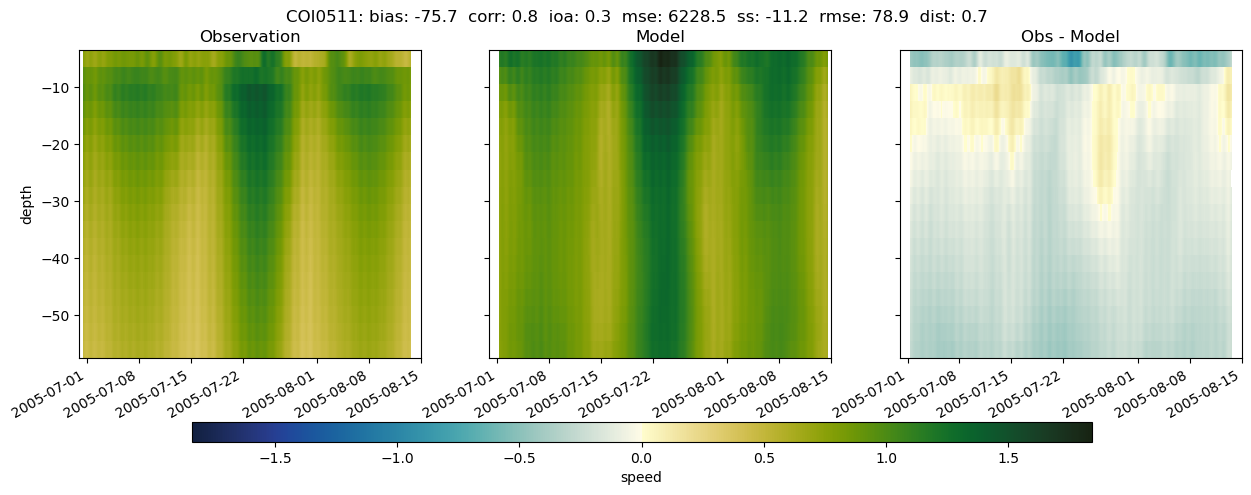 COI0511: bias: -75.7 corr: 0.8 ioa: 0.3 mse: 6228.5 ss: -11.2 rmse: 78.9 dist: 0.7
Observation Model Obs - Model
depth
−10
−20
−30
−40
−50
2005-07-01 2005-07-08 2005-07-15 2005-07-22 2005-08-01 2005-08-08 2005-08-15 2005-07-01 2005-07-08 2005-07-15 2005-07-22 2005-08-01 2005-08-08 2005-08-15 2005-07-01 2005-07-08 2005-07-15 2005-07-22 2005-08-01 2005-08-08 2005-08-15
−1.5 −1.0 −0.5 0.0 0.5 1.0 1.5
speed